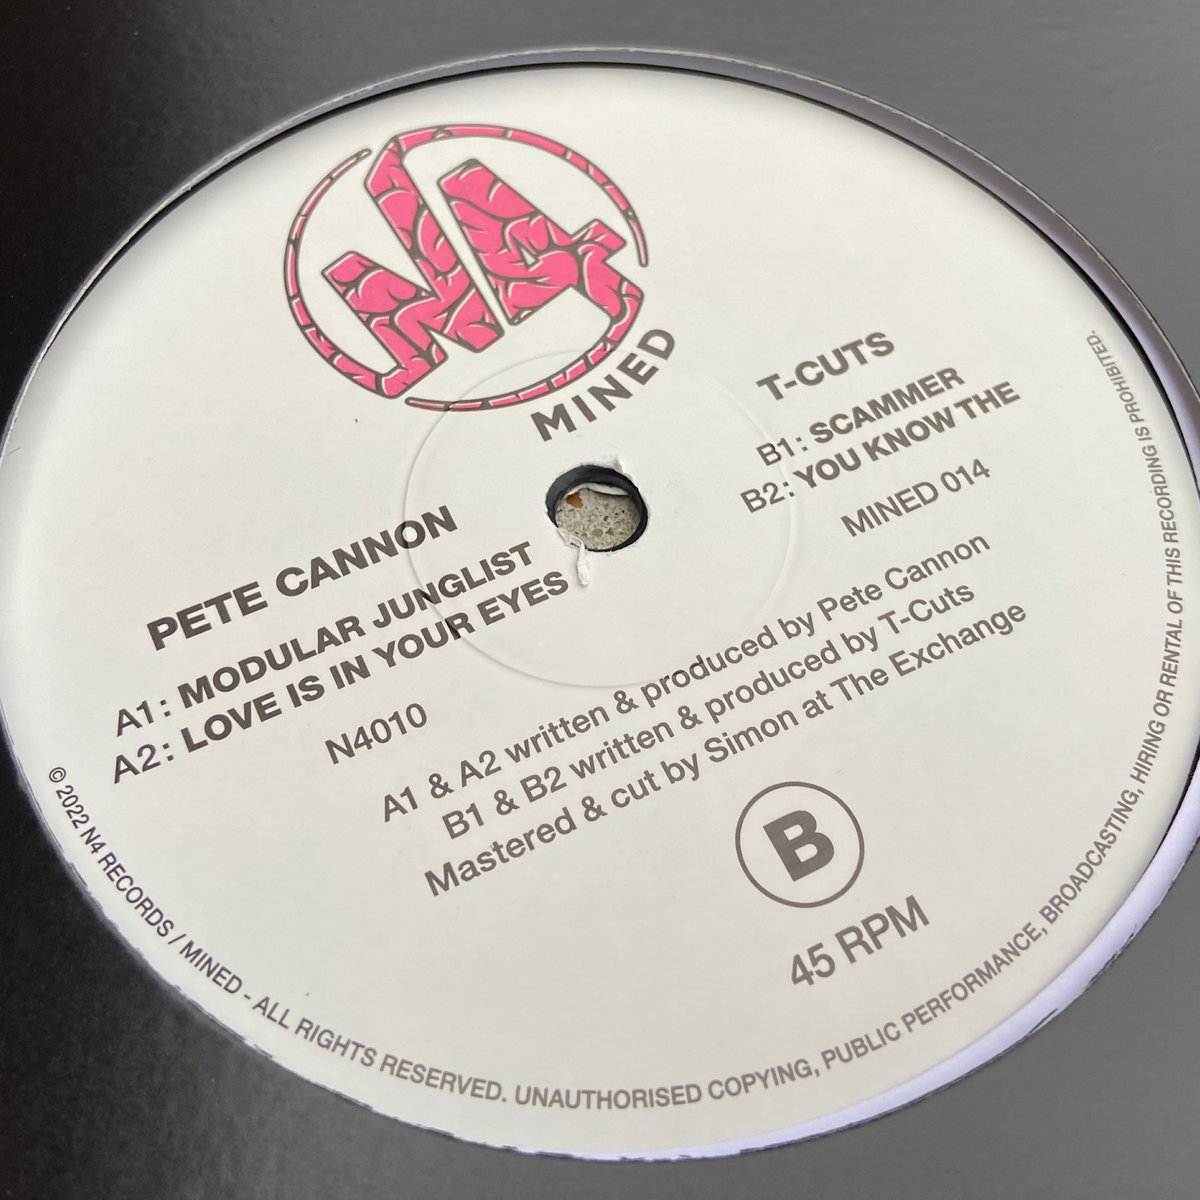 N4
MINED
PETE CANNON
A1: MODULAR JUNGLIST
A2: LOVE IS IN YOUR EYES
N4010
T-CUTS
B1: SCAMMER
B2: YOU KNOW THE
MINED 014
A1 & A2 written & produced by Pete Cannon
B1 & B2 written & produced by T-Cuts
Mastered & cut by Simon at The Exchange
B
45 RPM
© 2022 N4 RECORDS / MINED - ALL RIGHTS RESERVED. UNAUTHORISED COPYING, PUBLIC PERFORMANCE, BROADCASTING, HIRING OR RENTAL OF THIS RECORDING IS PROHIBITED.